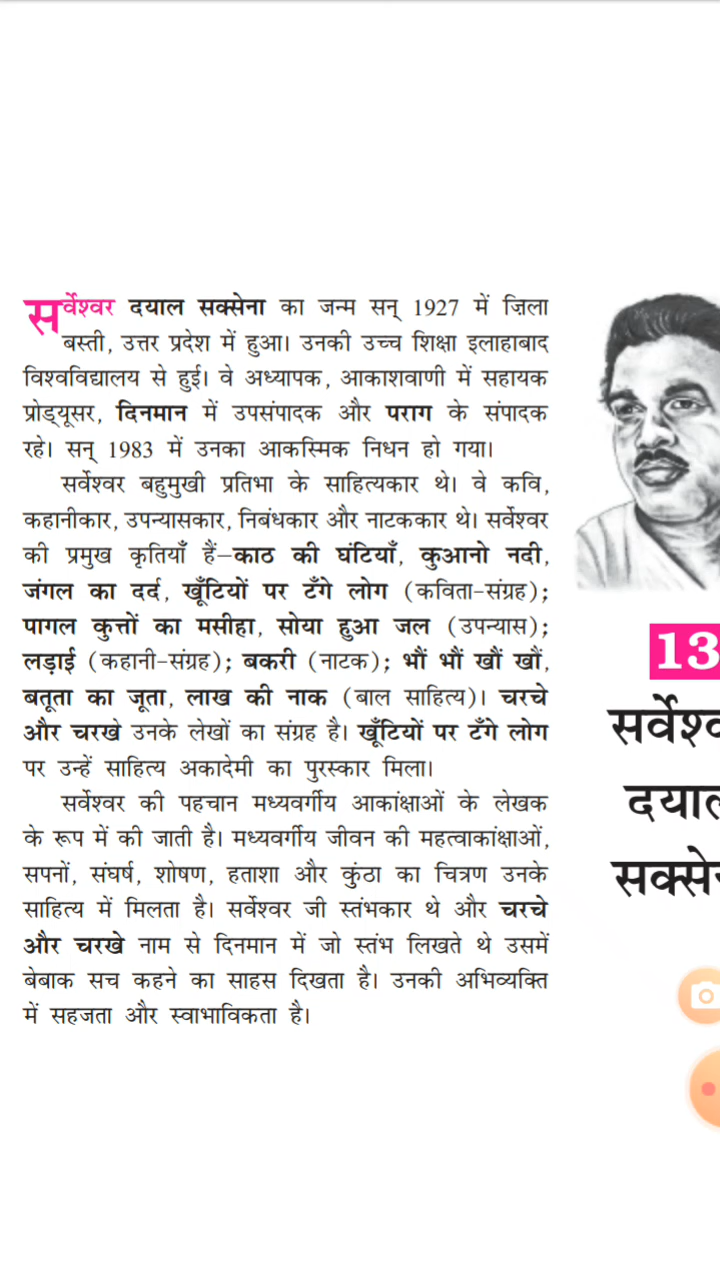 सर्वेश्वर दयाल सक्सेना का जन्म सन् 1927 में ज़िला
बस्ती, उत्तर प्रदेश में हुआ। उनकी उच्च शिक्षा इलाहाबाद
विश्वविद्यालय से हुई। वे अध्यापक, आकाशवाणी में सहायक
प्रोड्यूसर, दिनमान में उपसंपादक और पराग के संपादक
रहे। सन् 1983 में उनका आकस्मिक निधन हो गया।
सर्वेश्वर बहुमुखी प्रतिभा के साहित्यकार थे। वे कवि,
कहानीकार, उपन्यासकार, निबंधकार और नाटककार थे। सर्वेश्वर
की प्रमुख कृतियाँ हैं–काठ की घंटियाँ, कुआनो नदी,
जंगल का दर्द, खूँटियों पर टँगे लोग (कविता-संग्रह);
पागल कुत्तों का मसीहा, सोया हुआ जल (उपन्यास);
लड़ाई (कहानी-संग्रह); बकरी (नाटक); भौं भौं खौं खौं,
बतूता का जूता, लाख की नाक (बाल साहित्य)। चरचे
और चरखे उनके लेखों का संग्रह है। खूँटियों पर टँगे लोग
पर उन्हें साहित्य अकादेमी का पुरस्कार मिला।
सर्वेश्वर की पहचान मध्यवर्गीय आकांक्षाओं के लेखक
के रूप में की जाती है। मध्यवर्गीय जीवन की महत्वाकांक्षाओं,
सपनों, संघर्ष, शोषण, हताशा और कुंठा का चित्रण उनके
साहित्य में मिलता है। सर्वेश्वर जी स्तंभकार थे और चरचे
और चरखे नाम से दिनमान में जो स्तंभ लिखते थे उसमें
बेबाक सच कहने का साहस दिखता है। उनकी अभिव्यक्ति
में सहजता और स्वाभाविकता है।
13